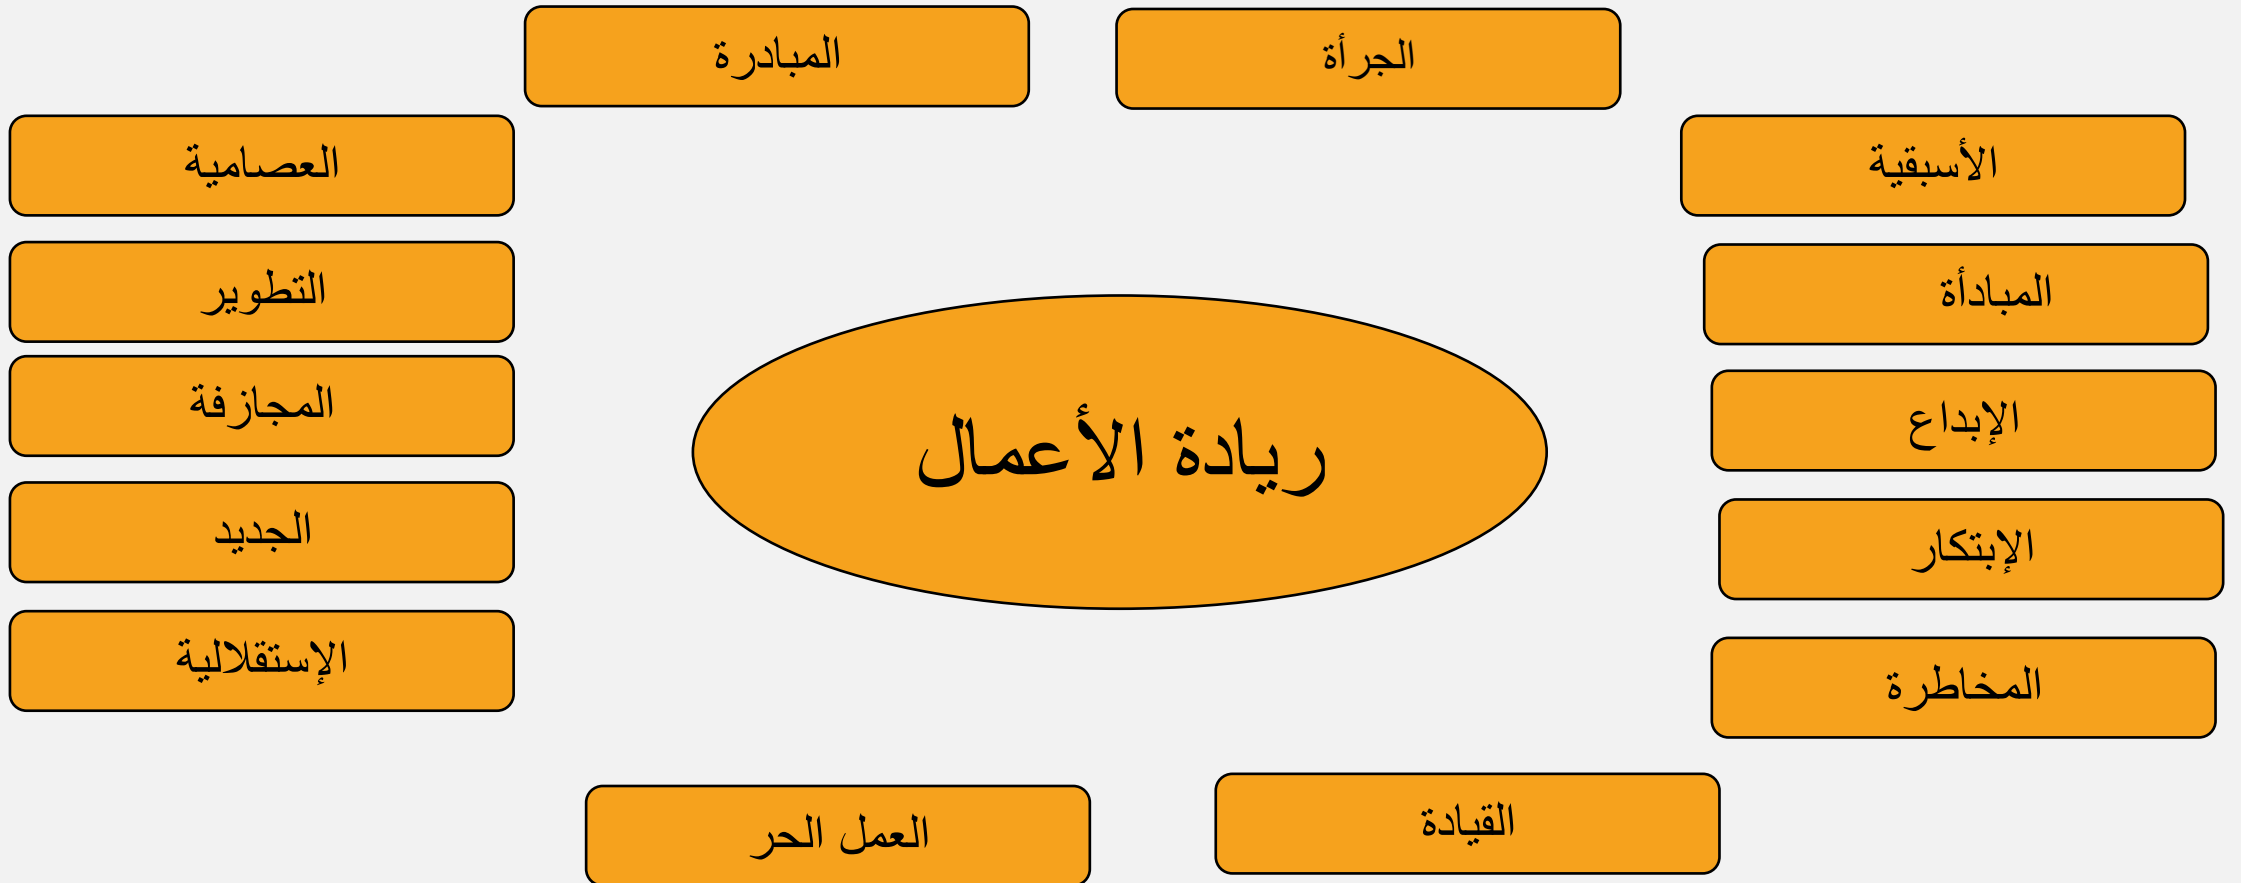 الجرأة
المبادرة
الأسبقية
العصامية
المبادأة
التطوير
الإبداع
المجازفة
ريادة الأعمال
الإبتكار
الجديد
المخاطرة
الإستقلالية
القيادة
العمل الحر